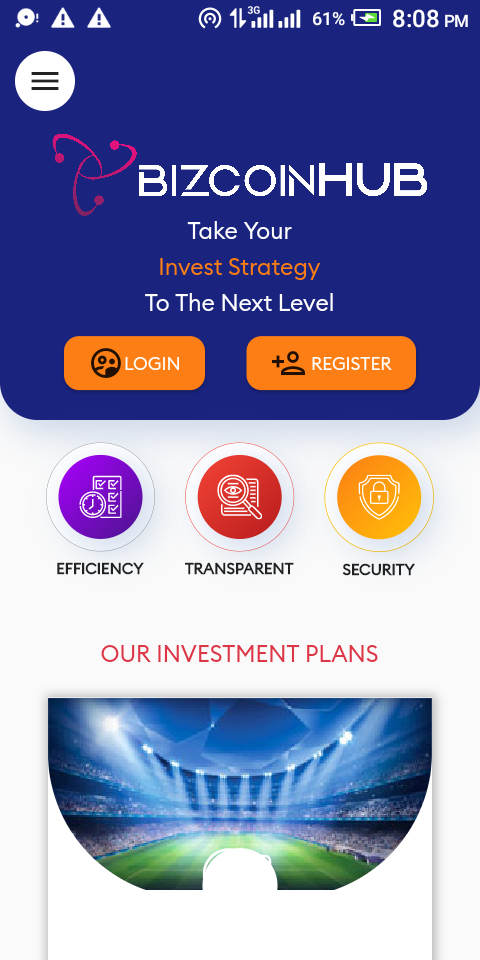 3G
61%
8:08 PM
BIZCOINHUB
Take Your
Invest Strategy
To The Next Level
LOGIN
REGISTER
EFFICIENCY
TRANSPARENT
SECURITY
OUR INVESTMENT PLANS